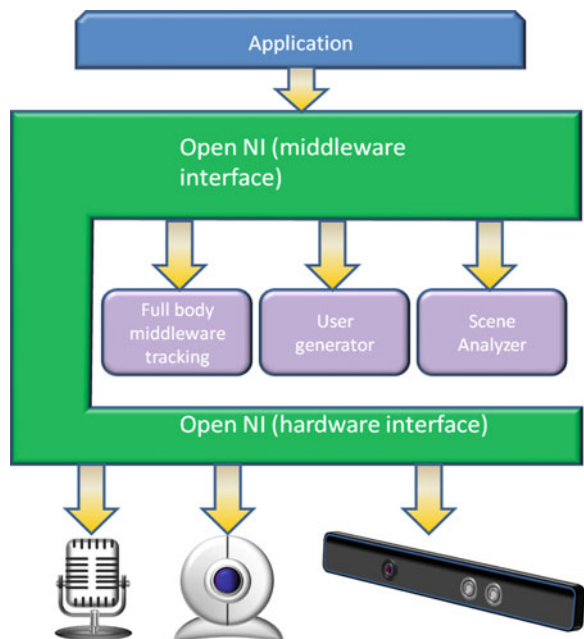 Application
Open NI (middleware
interface)
Full body
middleware
tracking
User
generator
Scene
Analyzer
Open NI (hardware interface)